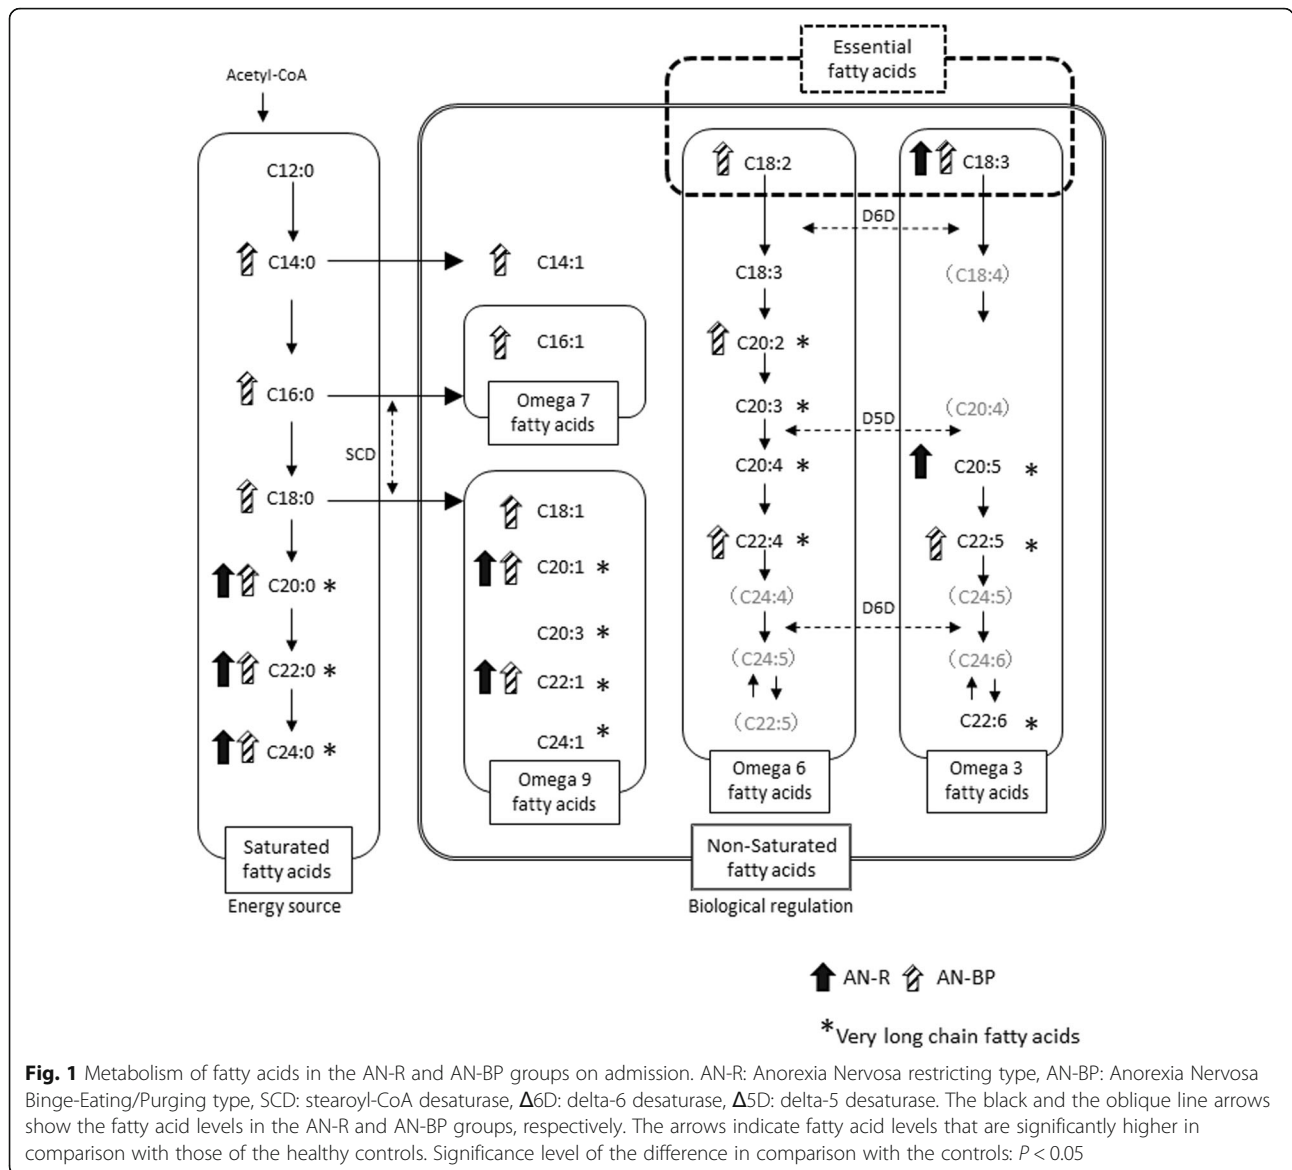 Essential
fatty acids
Acetyl-CoA
C12:0
C14:0
C16:0
SCD
C18:0
C20:0 *
C22:0 *
C24:0 *
Saturated
fatty acids
Energy source
C14:1
C16:1
Omega 7
fatty acids
C18:1
C20:1 *
C20:3 *
C22:1 *
C24:1 *
Omega 9
fatty acids
C18:2
C18:3
C20:2 *
C20:3 *
C20:4 *
C22:4 *
(C24:4)
(C24:5)
(C22:5)
Omega 6
fatty acids
D6D
D5D
D6D
C18:3
(C18:4)
(C20:4)
C20:5 *
C22:5 *
(C24:5)
(C24:6)
C22:6 *
Omega 3
fatty acids
Non-Saturated
fatty acids
Biological regulation
AN-R AN-BP
*Very long chain fatty acids
Fig. 1 Metabolism of fatty acids in the AN-R and AN-BP groups on admission. AN-R: Anorexia Nervosa restricting type, AN-BP: Anorexia Nervosa
Binge-Eating/Purging type, SCD: stearoyl-CoA desaturase, Δ6D: delta-6 desaturase, Δ5D: delta-5 desaturase. The black and the oblique line arrows
show the fatty acid levels in the AN-R and AN-BP groups, respectively. The arrows indicate fatty acid levels that are significantly higher in
comparison with those of the healthy controls. Significance level of the difference in comparison with the controls: P < 0.05